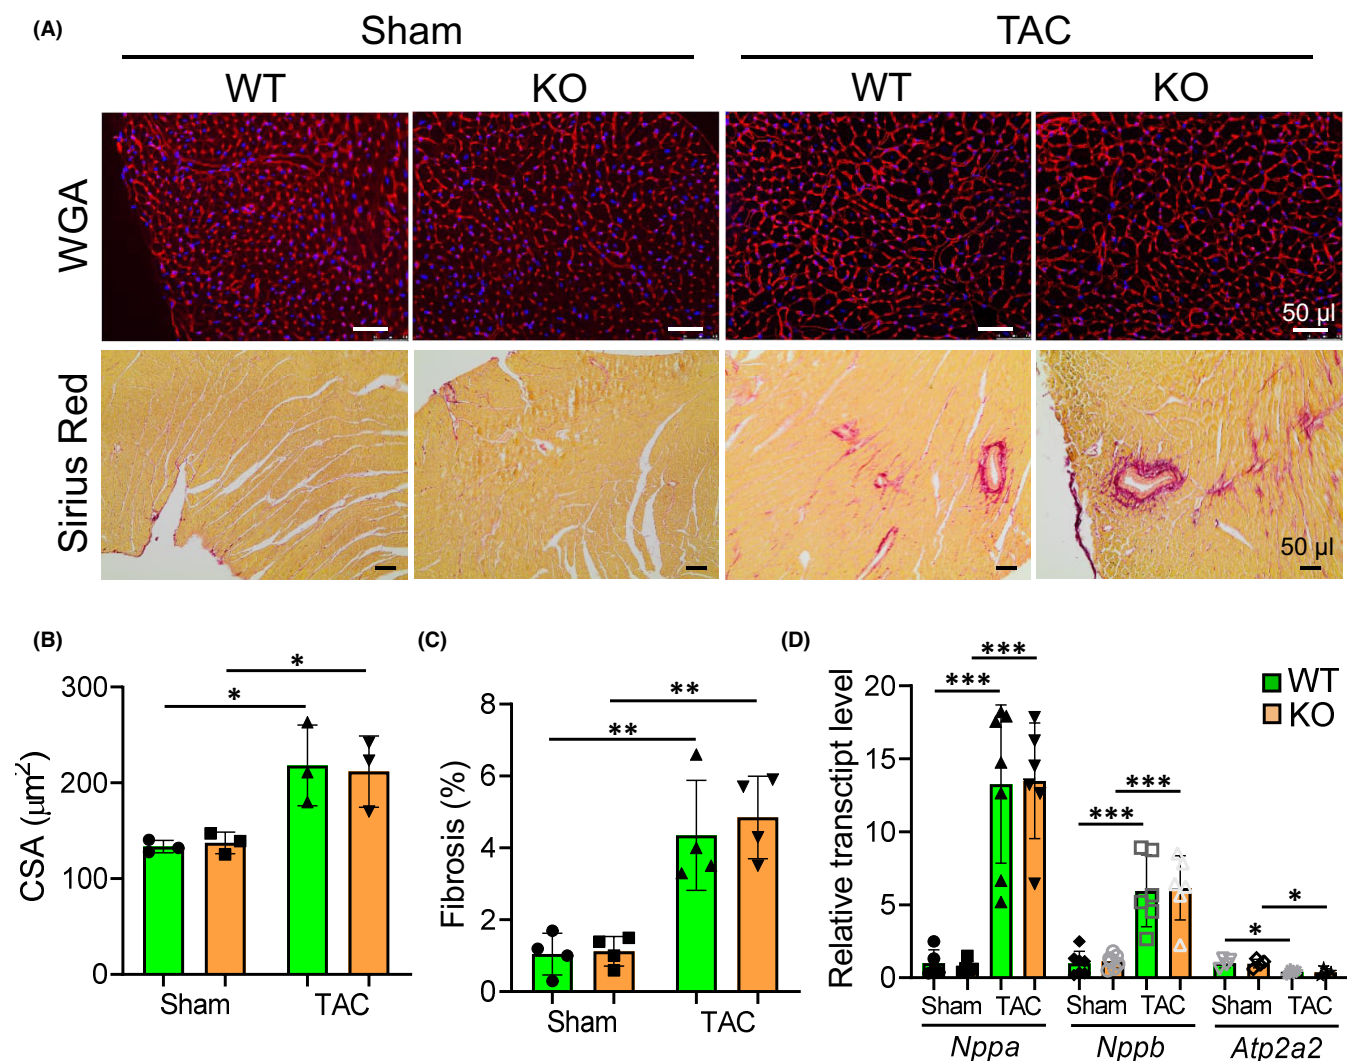 (A)
Sham TAC
WT KO WT KO
WGA
50 µl
Sirius Red
50 µl
(B)
CSA (µm²)
300
200
100
0
* *
Sham TAC
(C)
Fibrosis (%)
8
6
4
2
0
** **
Sham TAC
(D)
Relative transctipt level
20
15
10
5
0
*** ***
*** ***
* *
WT
KO
Sham TAC Sham TAC Sham TAC
Nppa Nppb Atp2a2